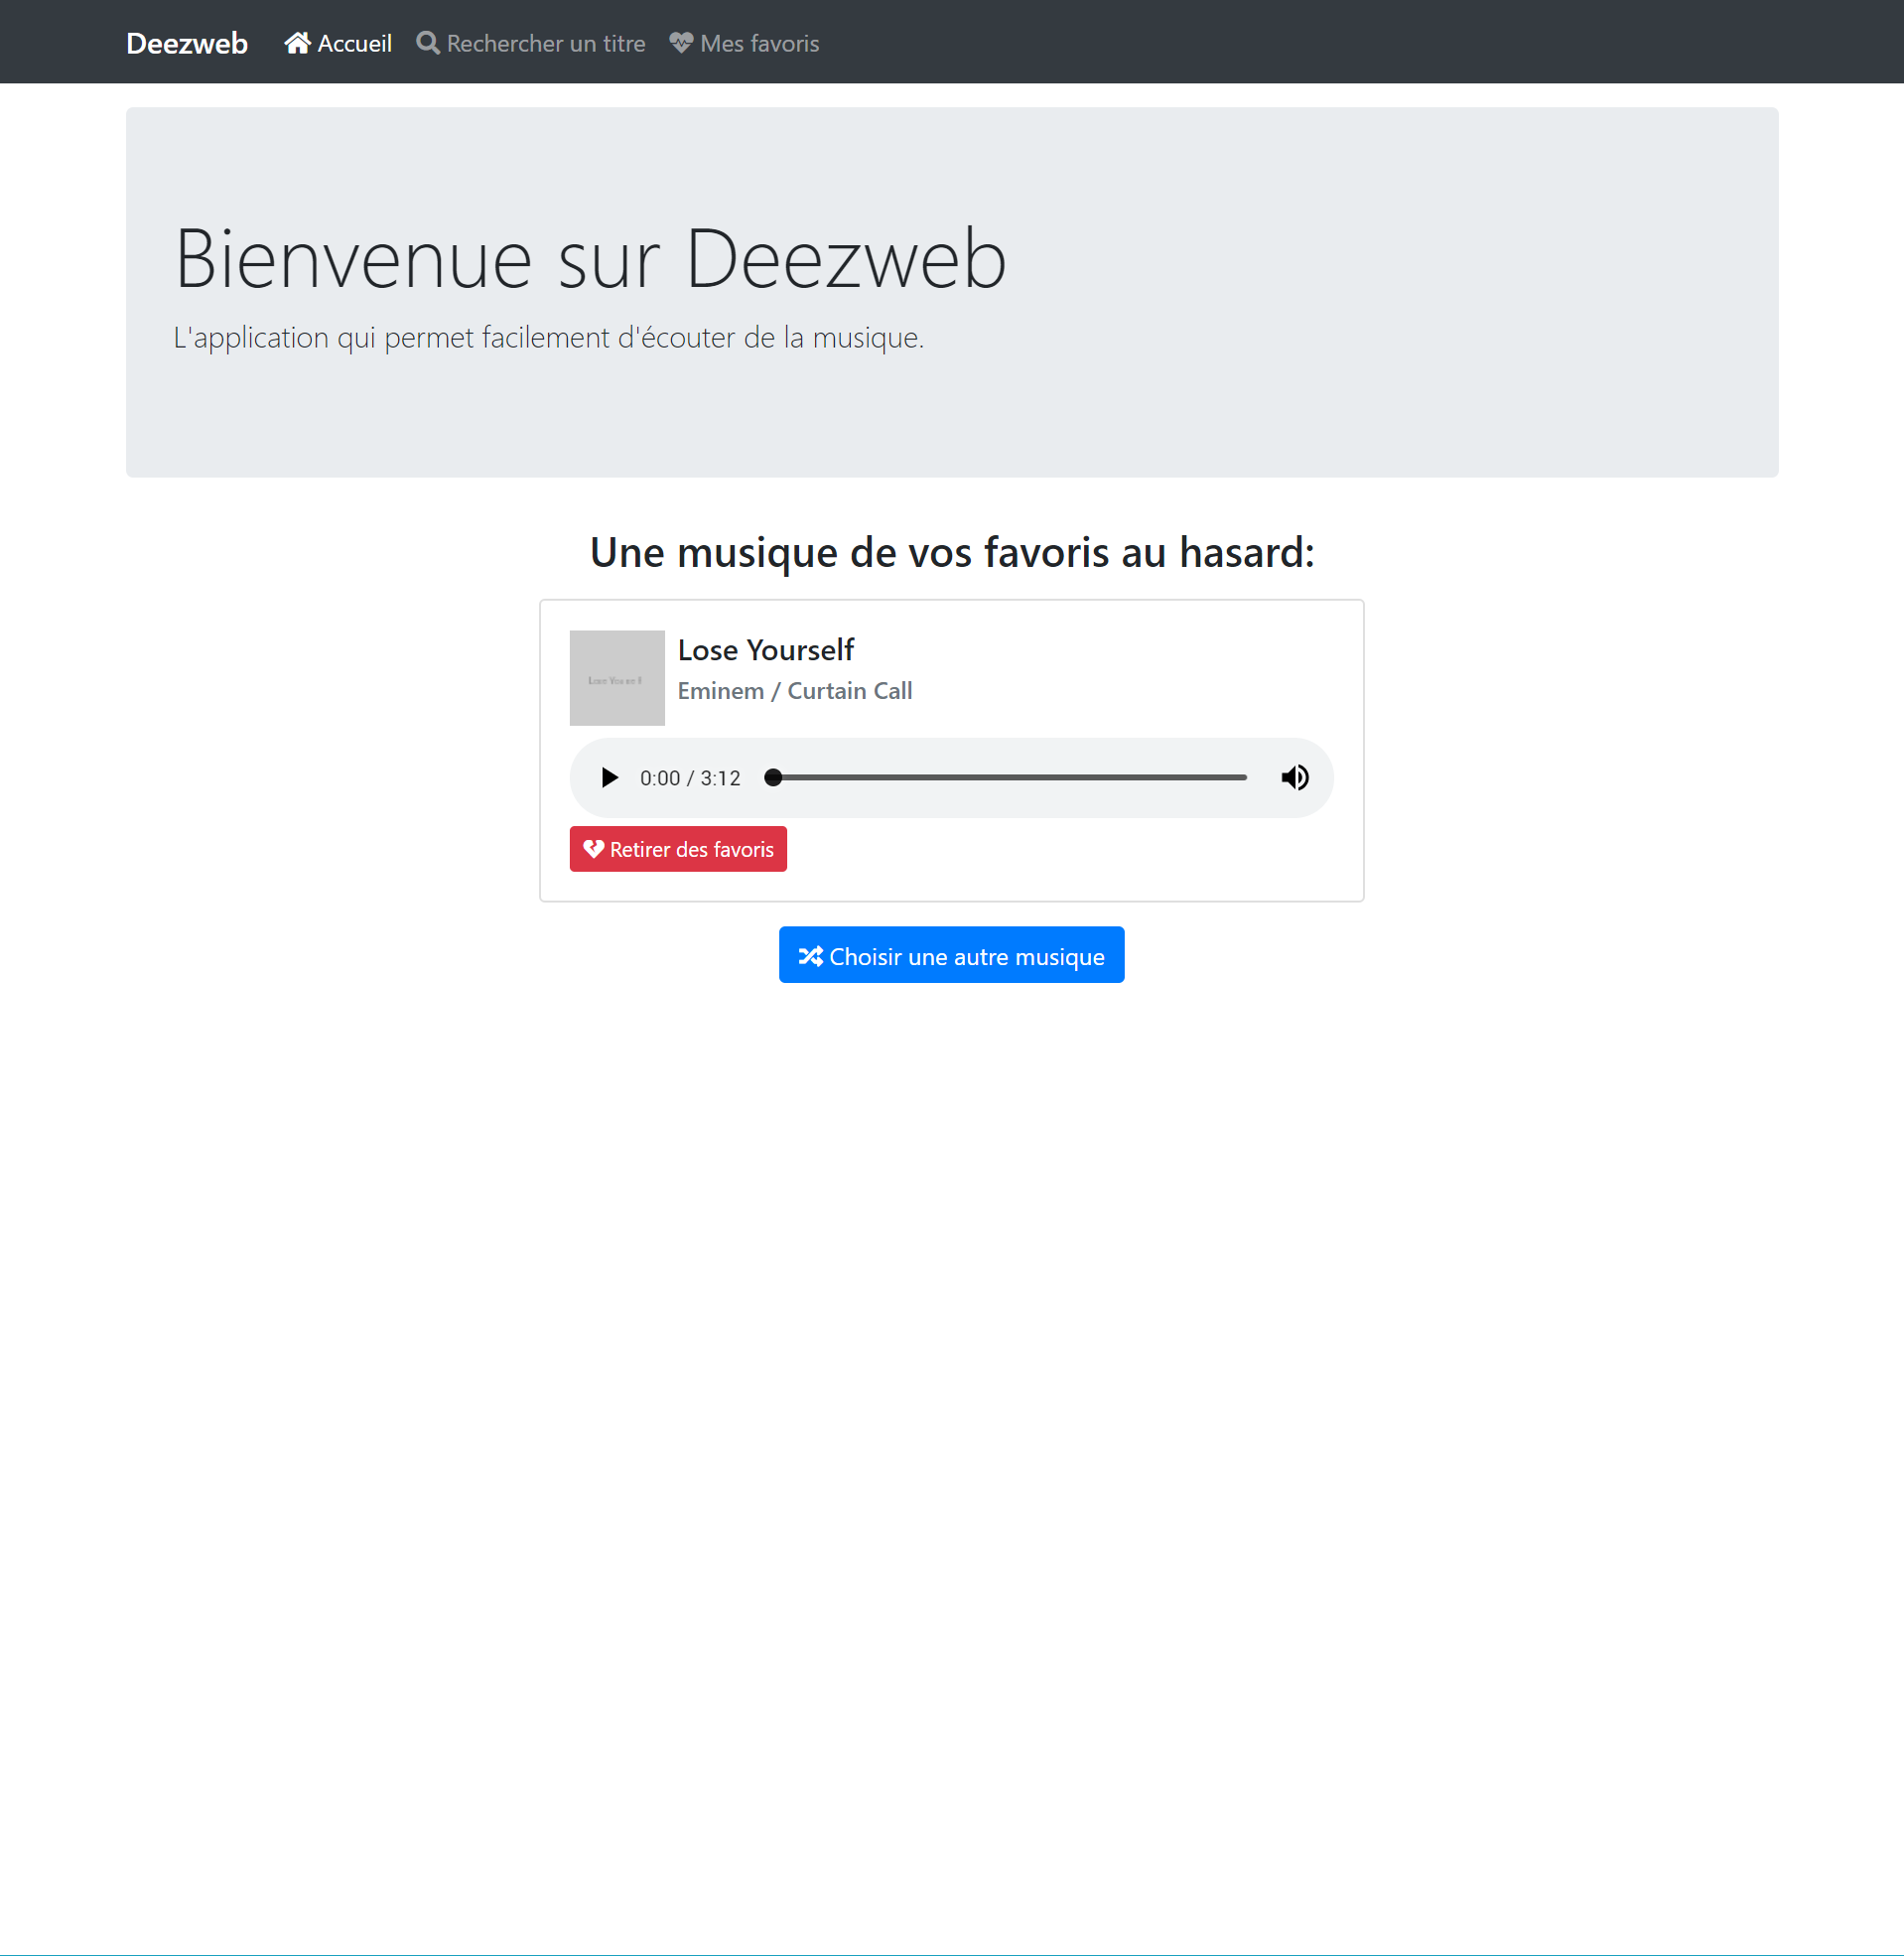 Deezweb Accueil Rechercher un titre Mes favoris
Bienvenue sur Deezweb
L'application qui permet facilement d'écouter de la musique.
Une musique de vos favoris au hasard:
Lose Yourself
Eminem / Curtain Call
0:00 / 3:12
Retirer des favoris
Choisir une autre musique